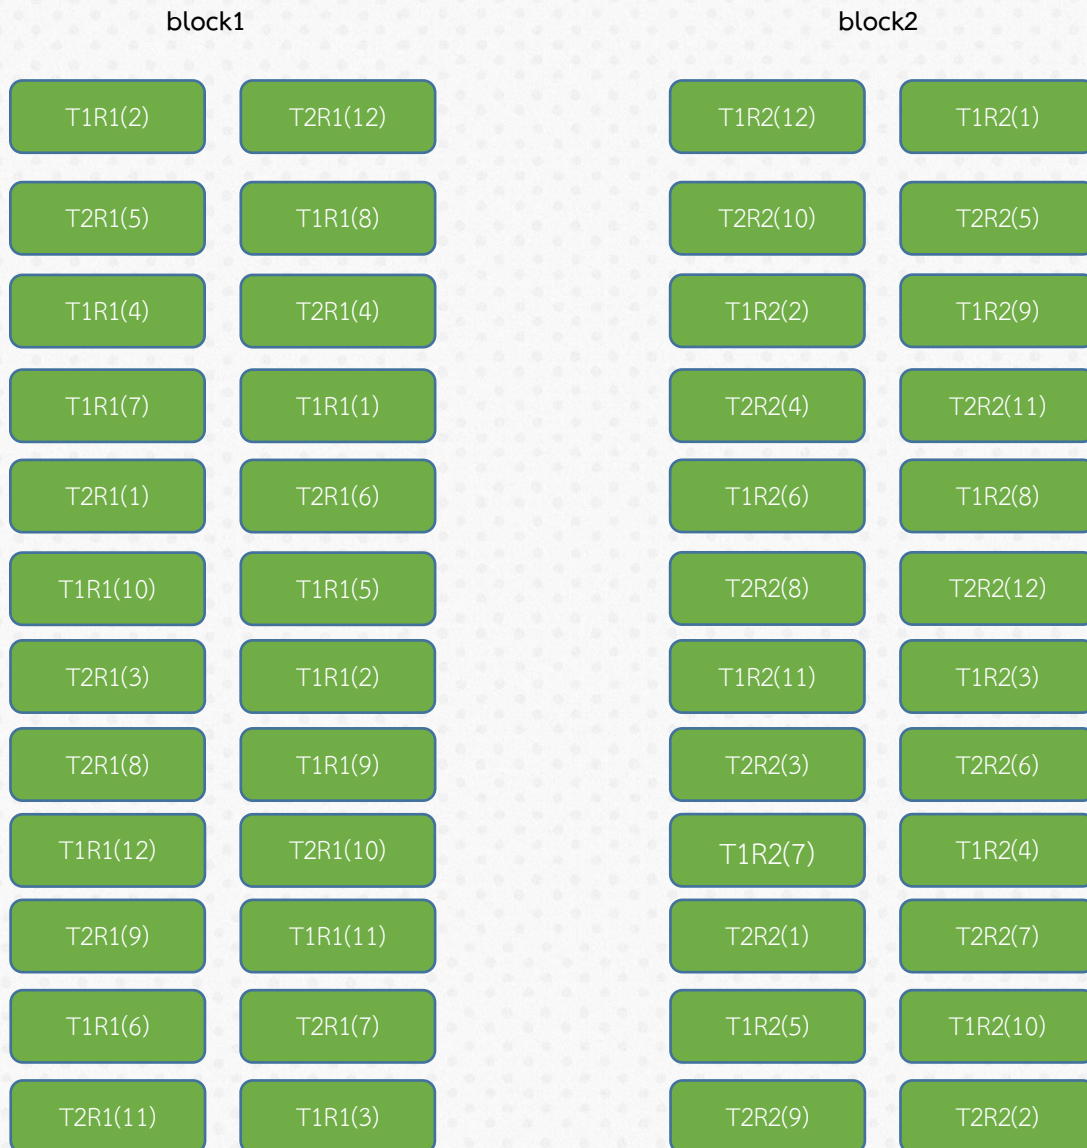 block1 block2
T1R1(2) T2R1(12) T1R2(12) T1R2(1)
T2R1(5) T1R1(8) T2R2(10) T2R2(5)
T1R1(4) T2R1(4) T1R2(2) T1R2(9)
T1R1(7) T1R1(1) T2R2(4) T2R2(11)
T2R1(1) T2R1(6) T1R2(6) T1R2(8)
T1R1(10) T1R1(5) T2R2(8) T2R2(12)
T2R1(3) T1R1(2) T1R2(11) T1R2(3)
T2R1(8) T1R1(9) T2R2(3) T2R2(6)
T1R1(12) T2R1(10) T1R2(7) T1R2(4)
T2R1(9) T1R1(11) T2R2(1) T2R2(7)
T1R1(6) T2R1(7) T1R2(5) T1R2(10)
T2R1(11) T1R1(3) T2R2(9) T2R2(2)